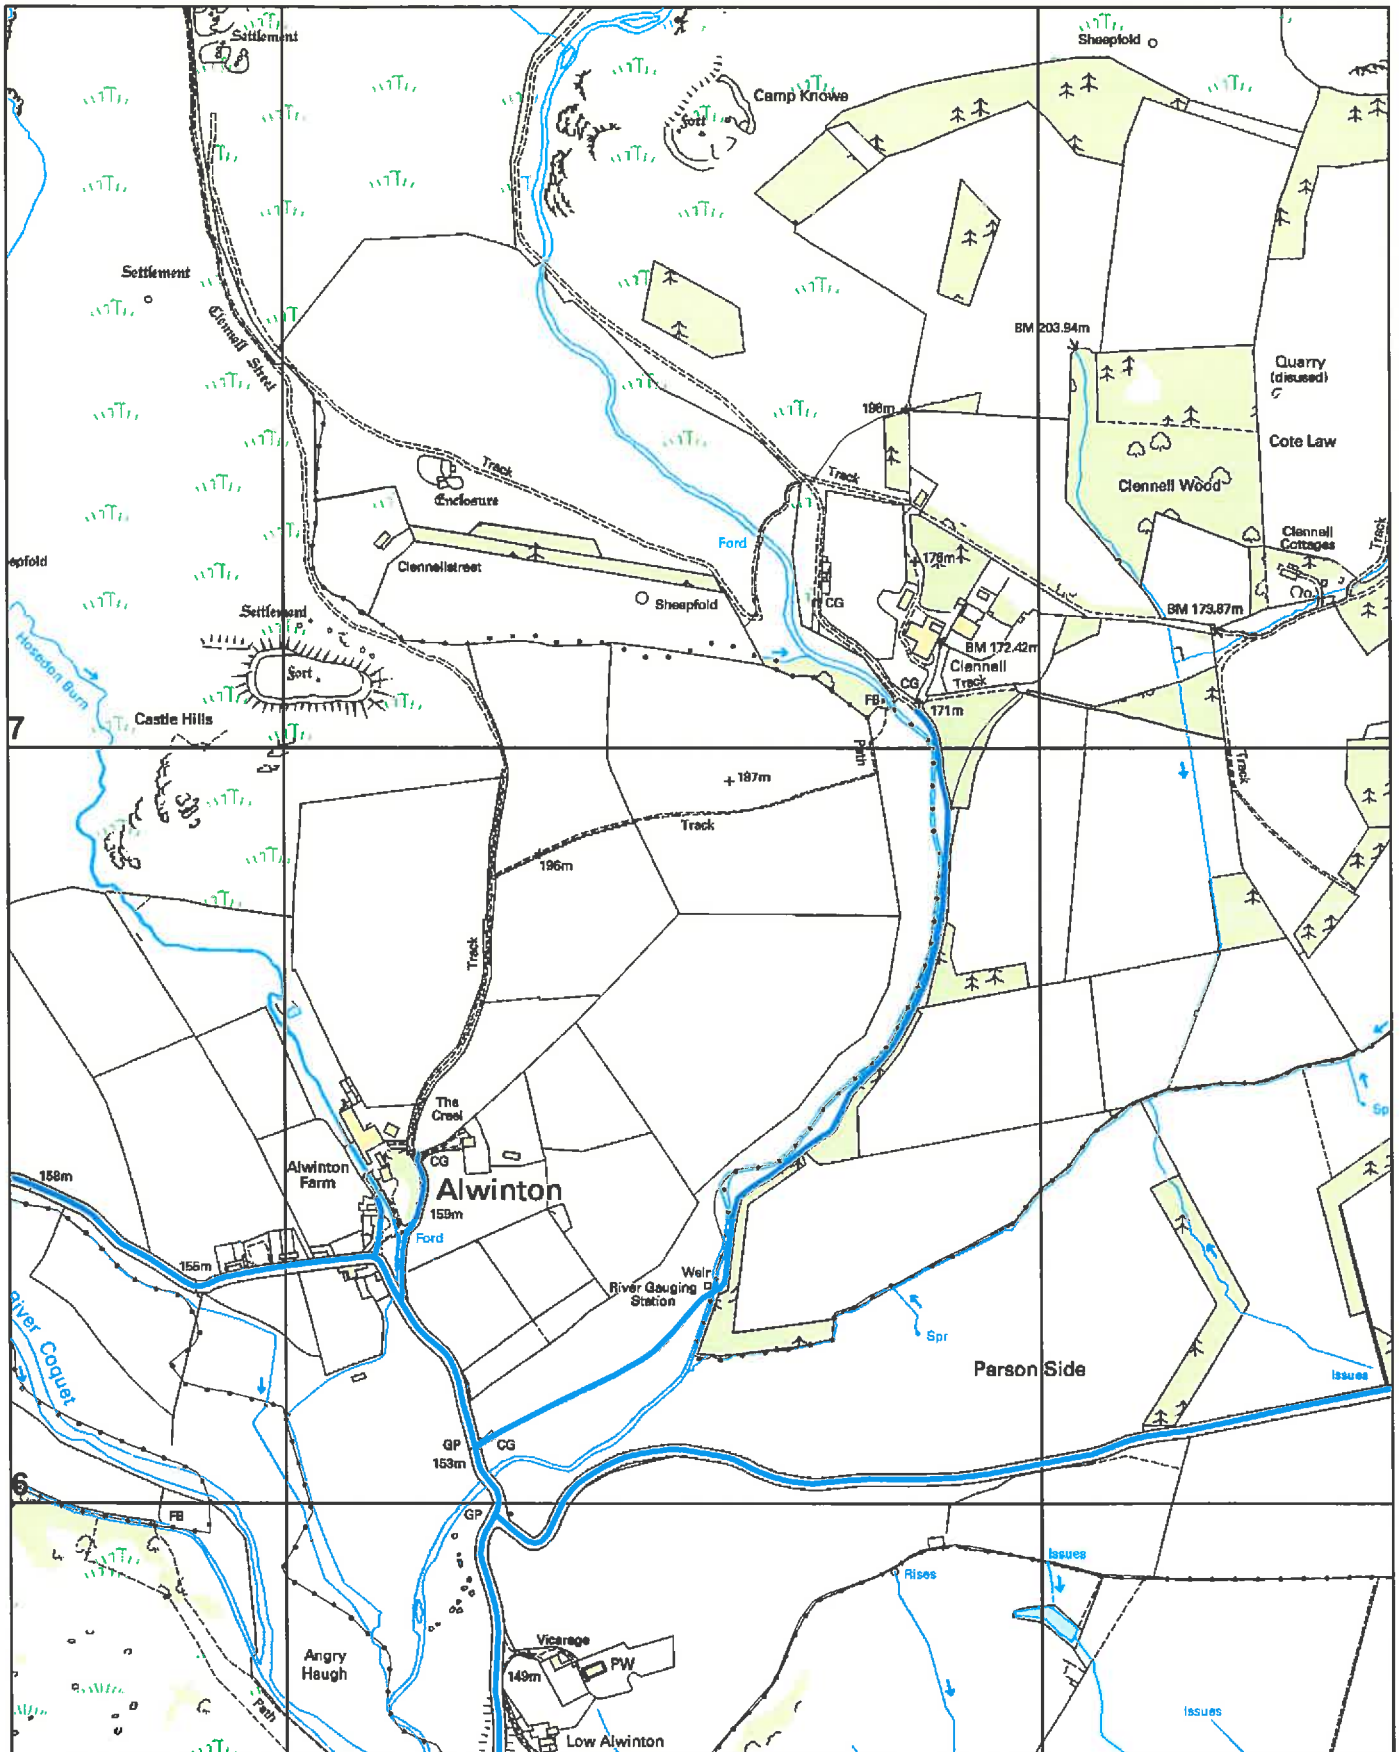 Settlement
Sheepfold
Camp Knowe
Fort
Settlement
Clennell Street
BM 203.94m
Quarry
(disused)
198m
Cote Law
Track
Track
Enclosure
Clennell Wood
Ford
Clennell
Cottages
Track
178m
epfold
Clennellstreet
Sheepfold
CG
BM 173.87m
Settlement
BM 172.42m
Hosedon Burn
Fort
Clennell
Track
CG
FB
171m
Castle Hills
7
Path
187m
Track
Track
196m
Track
The
Creel
Spr
CG
Alwinton
Farm
Alwinton
158m
159m
Ford
155m
Weir
River Gauging
Station
River Coquet
Spr
Parson Side
Issues
GP
CG
153m
6
GP
FB
Issues
Rises
Vicarage
PW
Angry
Haugh
149m
Path
Issues
Low Alwinton